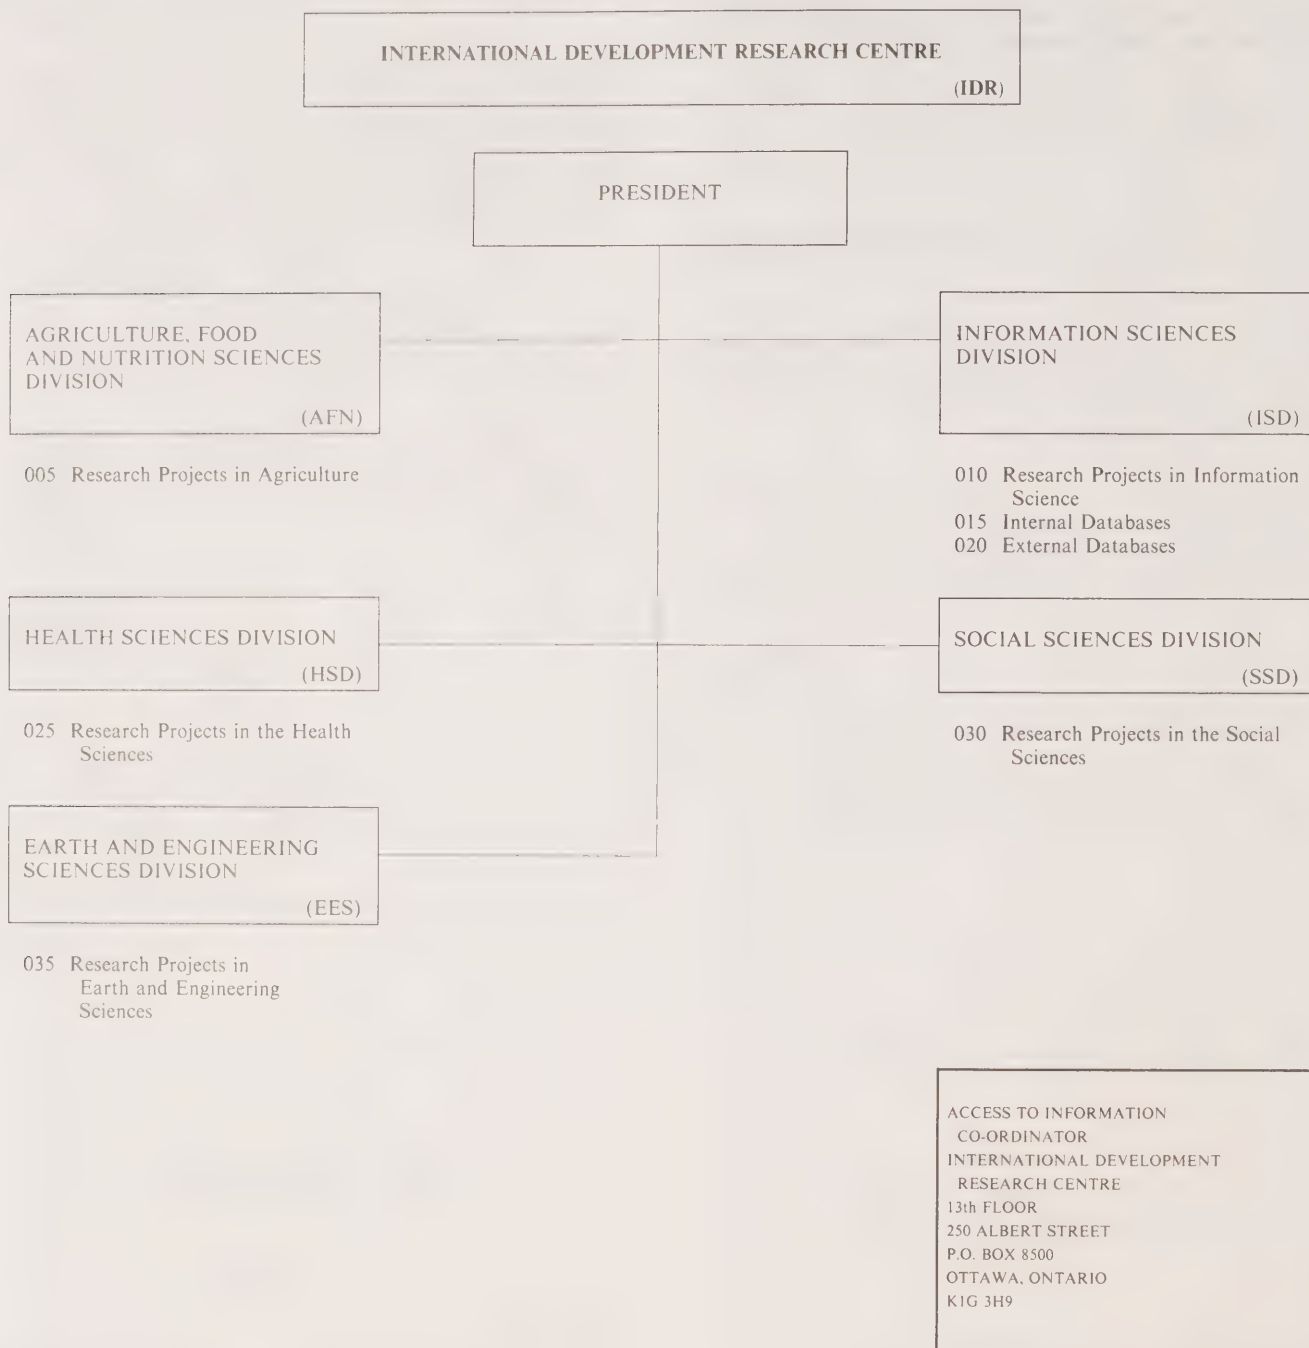 INTERNATIONAL DEVELOPMENT RESEARCH CENTRE
(IDR)
PRESIDENT
AGRICULTURE, FOOD
AND NUTRITION SCIENCES
DIVISION
(AFN)
005 Research Projects in Agriculture
INFORMATION SCIENCES
DIVISION
(ISD)
010 Research Projects in Information
Science
015 Internal Databases
020 External Databases
HEALTH SCIENCES DIVISION
(HSD)
025 Research Projects in the Health
Sciences
SOCIAL SCIENCES DIVISION
(SSD)
030 Research Projects in the Social
Sciences
EARTH AND ENGINEERING
SCIENCES DIVISION
(EES)
035 Research Projects in
Earth and Engineering
Sciences
ACCESS TO INFORMATION
CO-ORDINATOR
INTERNATIONAL DEVELOPMENT
RESEARCH CENTRE
13th FLOOR
250 ALBERT STREET
P.O. BOX 8500
OTTAWA, ONTARIO
K1G 3H9